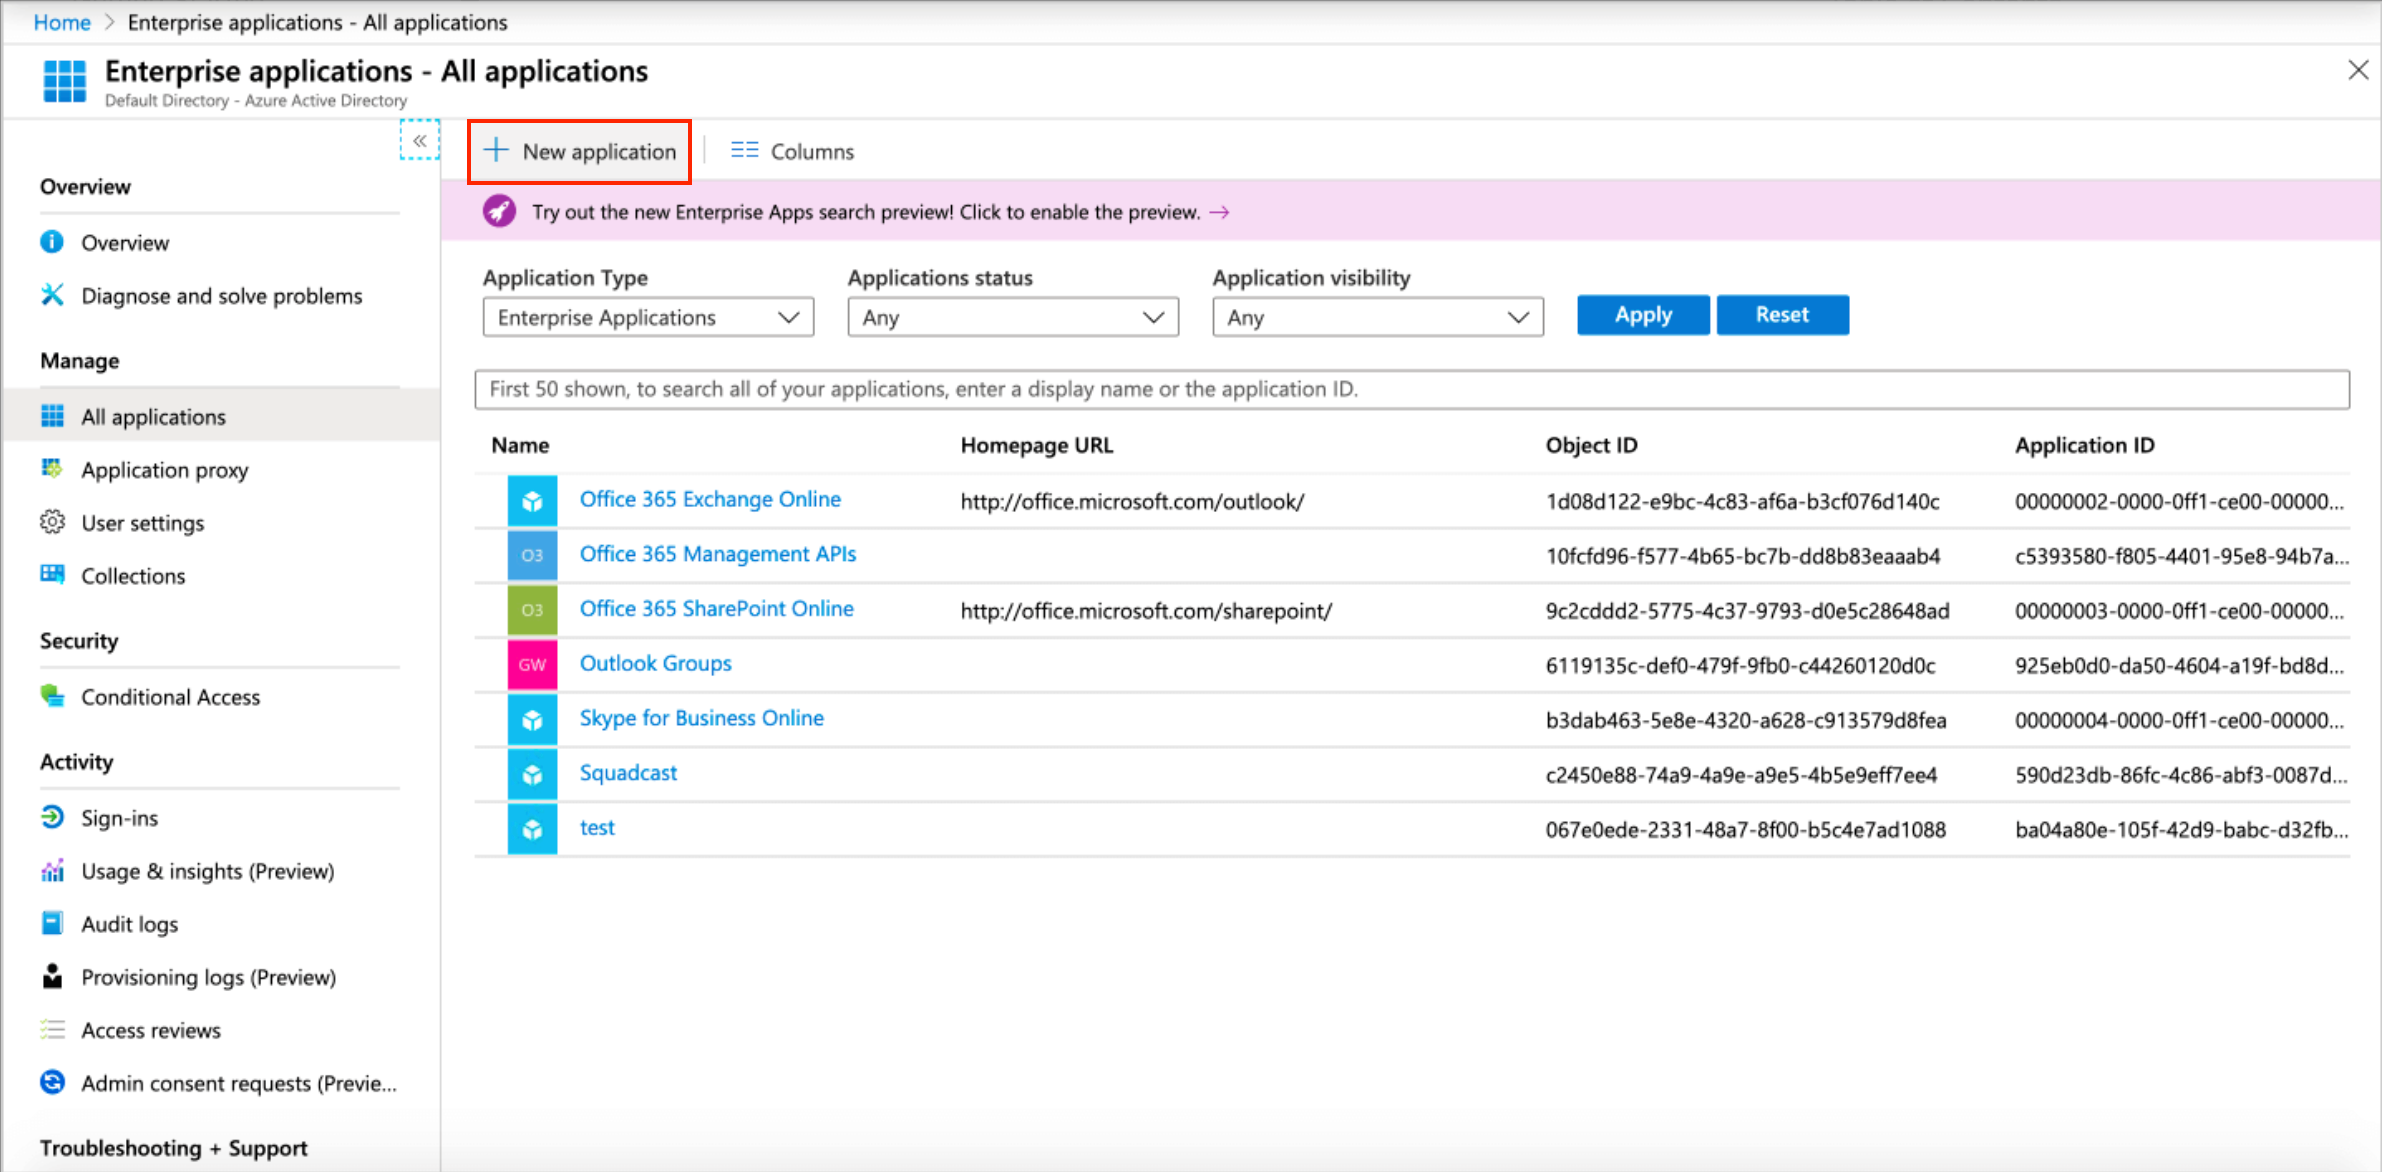 Home > Enterprise applications - All applications
Enterprise applications - All applications
Default Directory - Azure Active Directory
«
New application
Columns
Try out the new Enterprise Apps search preview! Click to enable the preview. →
Overview
Overview
Diagnose and solve problems
Manage
All applications
Application proxy
User settings
Collections
Security
Conditional Access
Activity
Sign-ins
Usage & insights (Preview)
Audit logs
Provisioning logs (Preview)
Access reviews
Admin consent requests (Previe...
Troubleshooting + Support
Application Type Applications status Application visibility
Enterprise Applications Any Any Apply Reset
First 50 shown, to search all of your applications, enter a display name or the application ID.
Name Homepage URL Object ID Application ID
Office 365 Exchange Online http://office.microsoft.com/outlook/ 1d08d122-e9bc-4c83-af6a-b3cf076d140c 00000002-0000-0ff1-ce00-00000...
O3 Office 365 Management APIs 10fcfd96-f577-4b65-bc7b-dd8b83eaaab4 c5393580-f805-4401-95e8-94b7a...
O3 Office 365 SharePoint Online http://office.microsoft.com/sharepoint/ 9c2cddd2-5775-4c37-9793-d0e5c28648ad 00000003-0000-0ff1-ce00-00000...
GW Outlook Groups 6119135c-def0-479f-9fb0-c44260120d0c 925eb0d0-da50-4604-a19f-bd8d...
Skype for Business Online b3dab463-5e8e-4320-a628-c913579d8fea 00000004-0000-0ff1-ce00-00000...
Squadcast c2450e88-74a9-4a9e-a9e5-4b5e9eff7ee4 590d23db-86fc-4c86-abf3-0087d...
test 067e0ede-2331-48a7-8f00-b5c4e7ad1088 ba04a80e-105f-42d9-babc-d32fb...